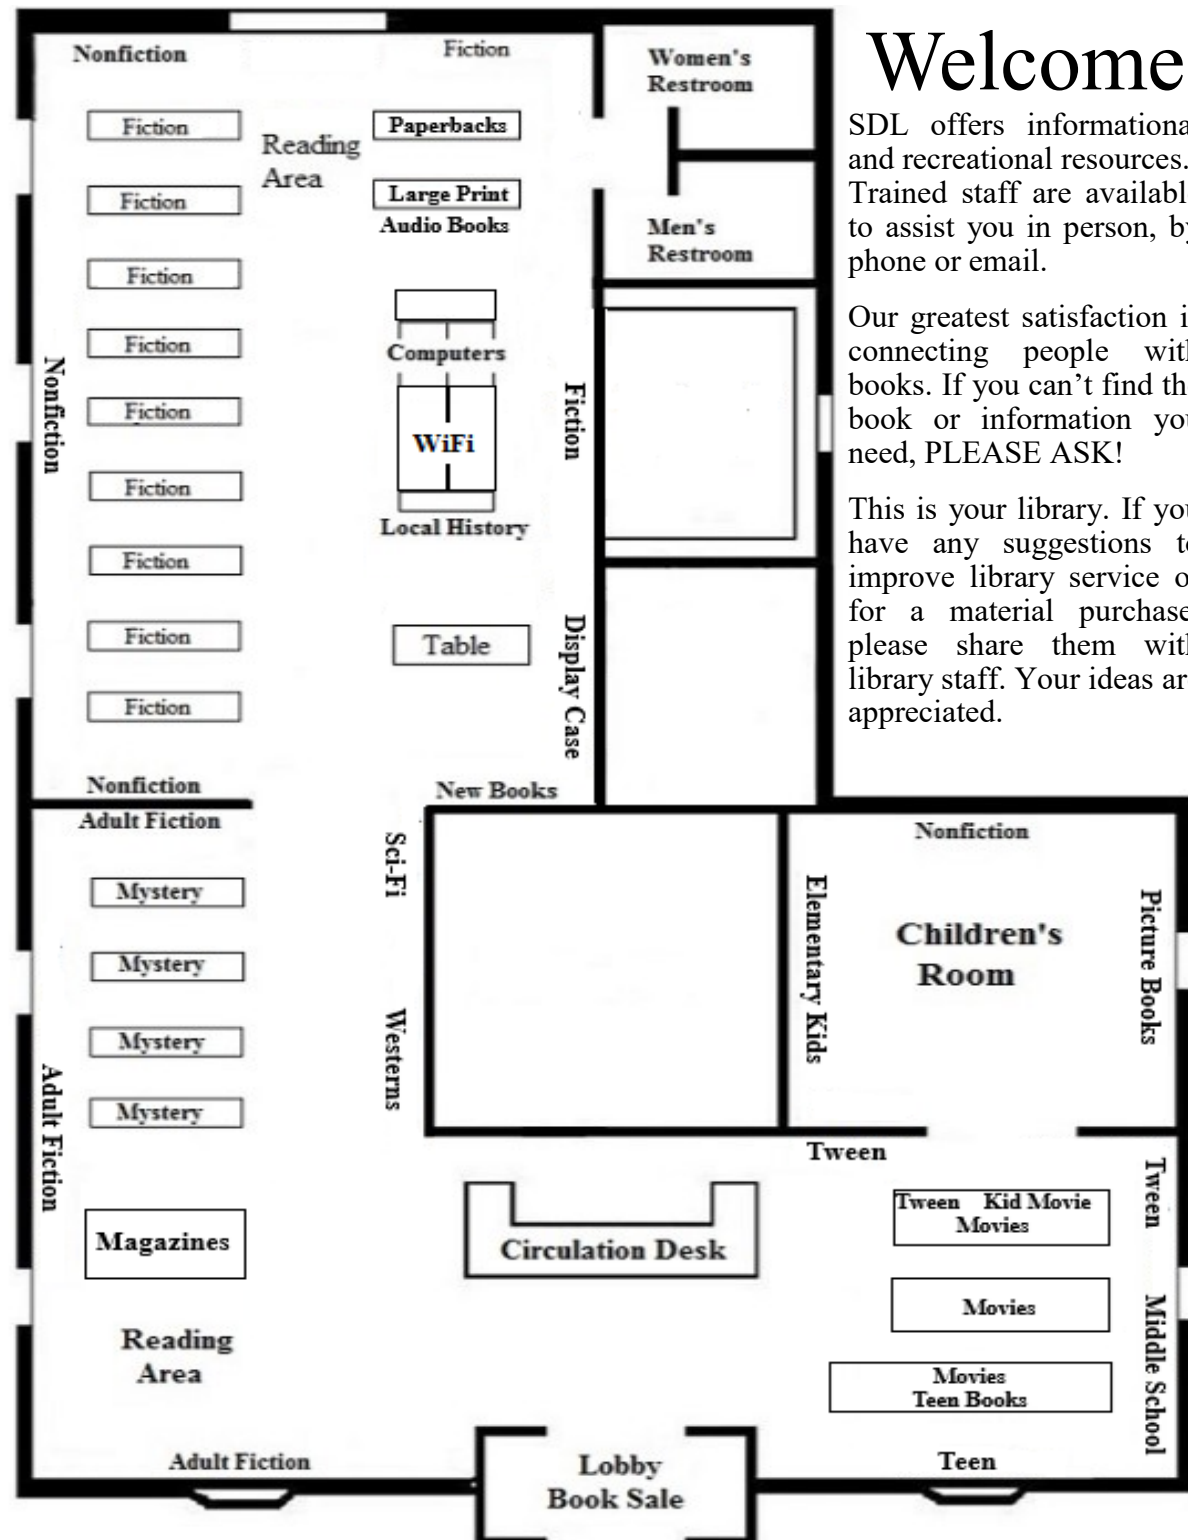 Welcome
SDL offers informationa
and recreational resources.
Trained staff are availabl
to assist you in person, by
phone or email.
Our greatest satisfaction i
connecting people with
books. If you can’t find th
book or information you
need, PLEASE ASK!
This is your library. If you
have any suggestions to
improve library service o
for a material purchase
please share them with
library staff. Your ideas ar
appreciated.
Nonfiction
Fiction
Women's
Restroom
Fiction
Reading
Area
Paperbacks
Fiction
Large Print
Audio Books
Men's
Restroom
Fiction
Fiction
Computers
Nonfiction
Fiction
Fiction
WiFi
Fiction
Local History
Fiction
Fiction
Table
Display Case
Fiction
Nonfiction
New Books
Adult Fiction
Sci-Fi
Nonfiction
Mystery
Elementary Kids
Children's
Room
Picture Books
Mystery
Westerns
Mystery
Adult Fiction
Mystery
Tween
Tween
Tween Kid Movie
Movies
Magazines
Circulation Desk
Movies
Middle School
Reading
Area
Movies
Teen Books
Adult Fiction
Lobby
Book Sale
Teen